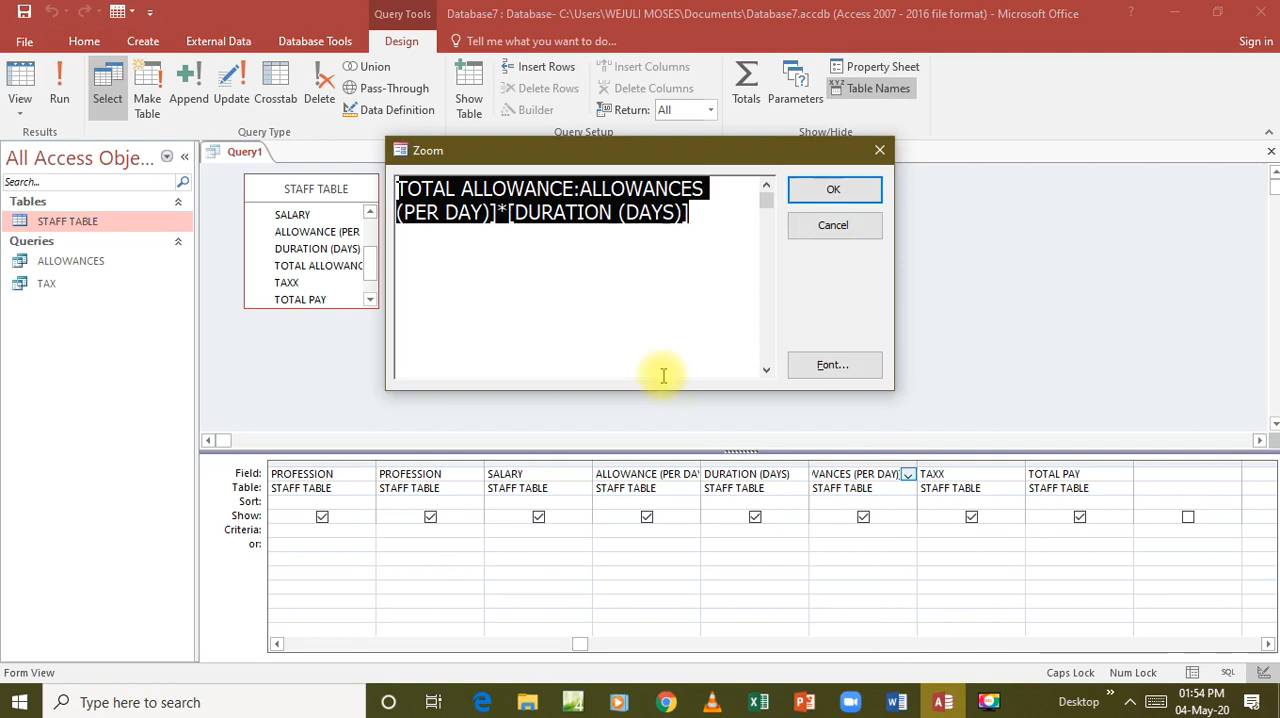 Query Tools
Database7 : Database- C:\Users\WEJULI MOSES\Documents\Database7.accdb (Access 2007 - 2016 file format) - Microsoft Office
File
Home
Create
External Data
Database Tools
Design
Tell me what you want to do...
Sign in
View
Run
Select
Make Table
Append
Update
Crosstab
Delete
Union
Pass-Through
Data Definition
Show Table
Insert Rows
Delete Rows
Builder
Insert Columns
Delete Columns
Return: All
Totals
Parameters
Property Sheet
Table Names
Results
Query Type
Query Setup
Show/Hide
All Access Obje...
Search...
Tables
STAFF TABLE
Queries
ALLOWANCES
TAX
Query1
STAFF TABLE
SALARY
ALLOWANCE (PER
DURATION (DAYS)
TOTAL ALLOWANC
TAXX
TOTAL PAY
Zoom
TOTAL ALLOWANCE:ALLOWANCES
(PER DAY)]*[DURATION (DAYS)]
OK
Cancel
Font...
Field: PROFESSION PROFESSION SALARY ALLOWANCE (PER DAY DURATION (DAYS) WANCES (PER DAY) TAXX TOTAL PAY
Table: STAFF TABLE STAFF TABLE STAFF TABLE STAFF TABLE STAFF TABLE STAFF TABLE STAFF TABLE STAFF TABLE
Sort:
Show:
Criteria:
or:
Form View
Caps Lock
Num Lock
SQL
Type here to search
Desktop
01:54 PM
04-May-20